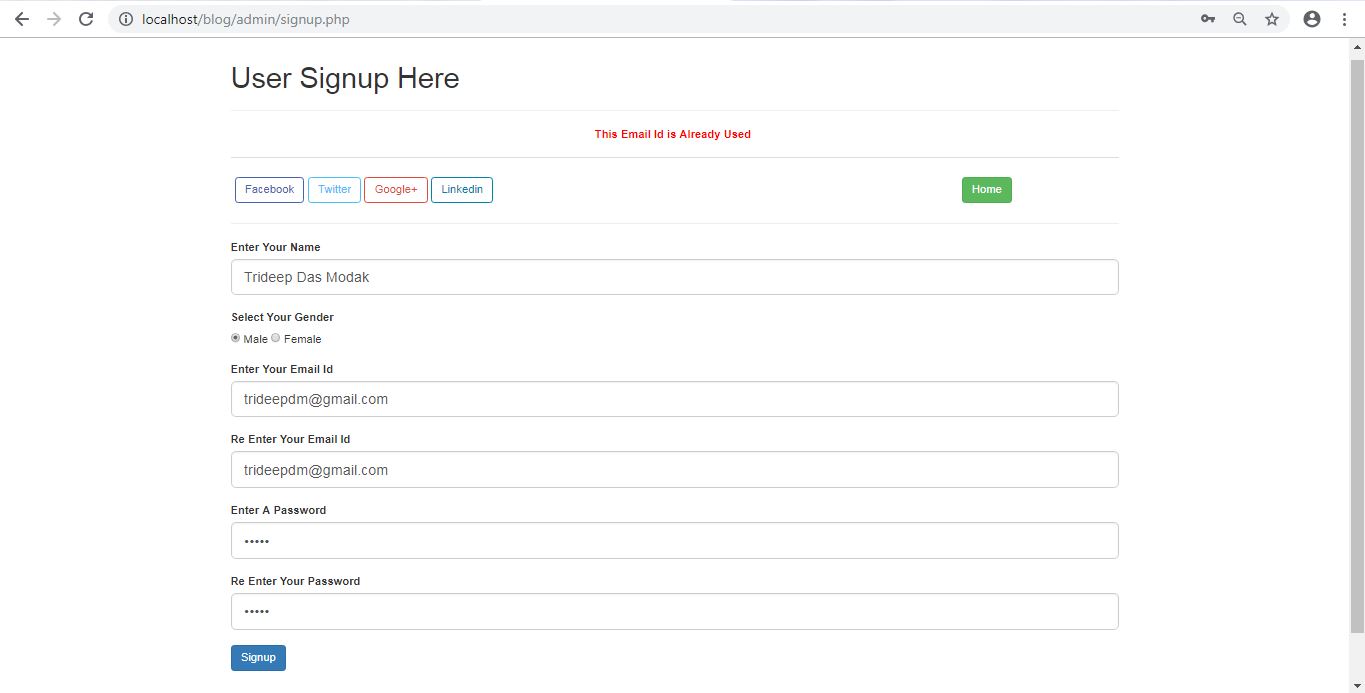 localhost/blog/admin/signup.php
User Signup Here
This Email Id is Already Used
Facebook Twitter Google+ Linkedin Home
Enter Your Name
Trideep Das Modak
Select Your Gender
Male Female
Enter Your Email Id
trideepdm@gmail.com
Re Enter Your Email Id
trideepdm@gmail.com
Enter A Password
•••••
Re Enter Your Password
•••••
Signup